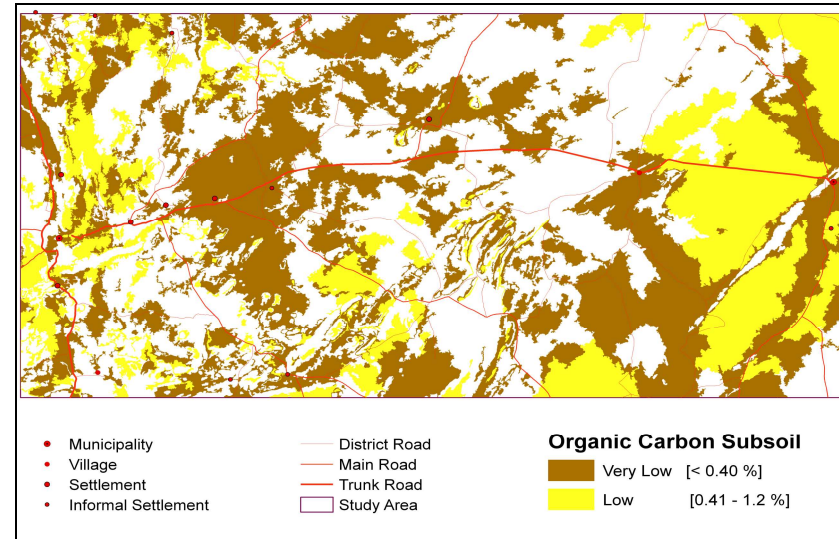 Municipality
Village
Settlement
Informal Settlement
District Road
Main Road
Trunk Road
Study Area
Organic Carbon Subsoil
Very Low [< 0.40 %]
Low [0.41 - 1.2 %]